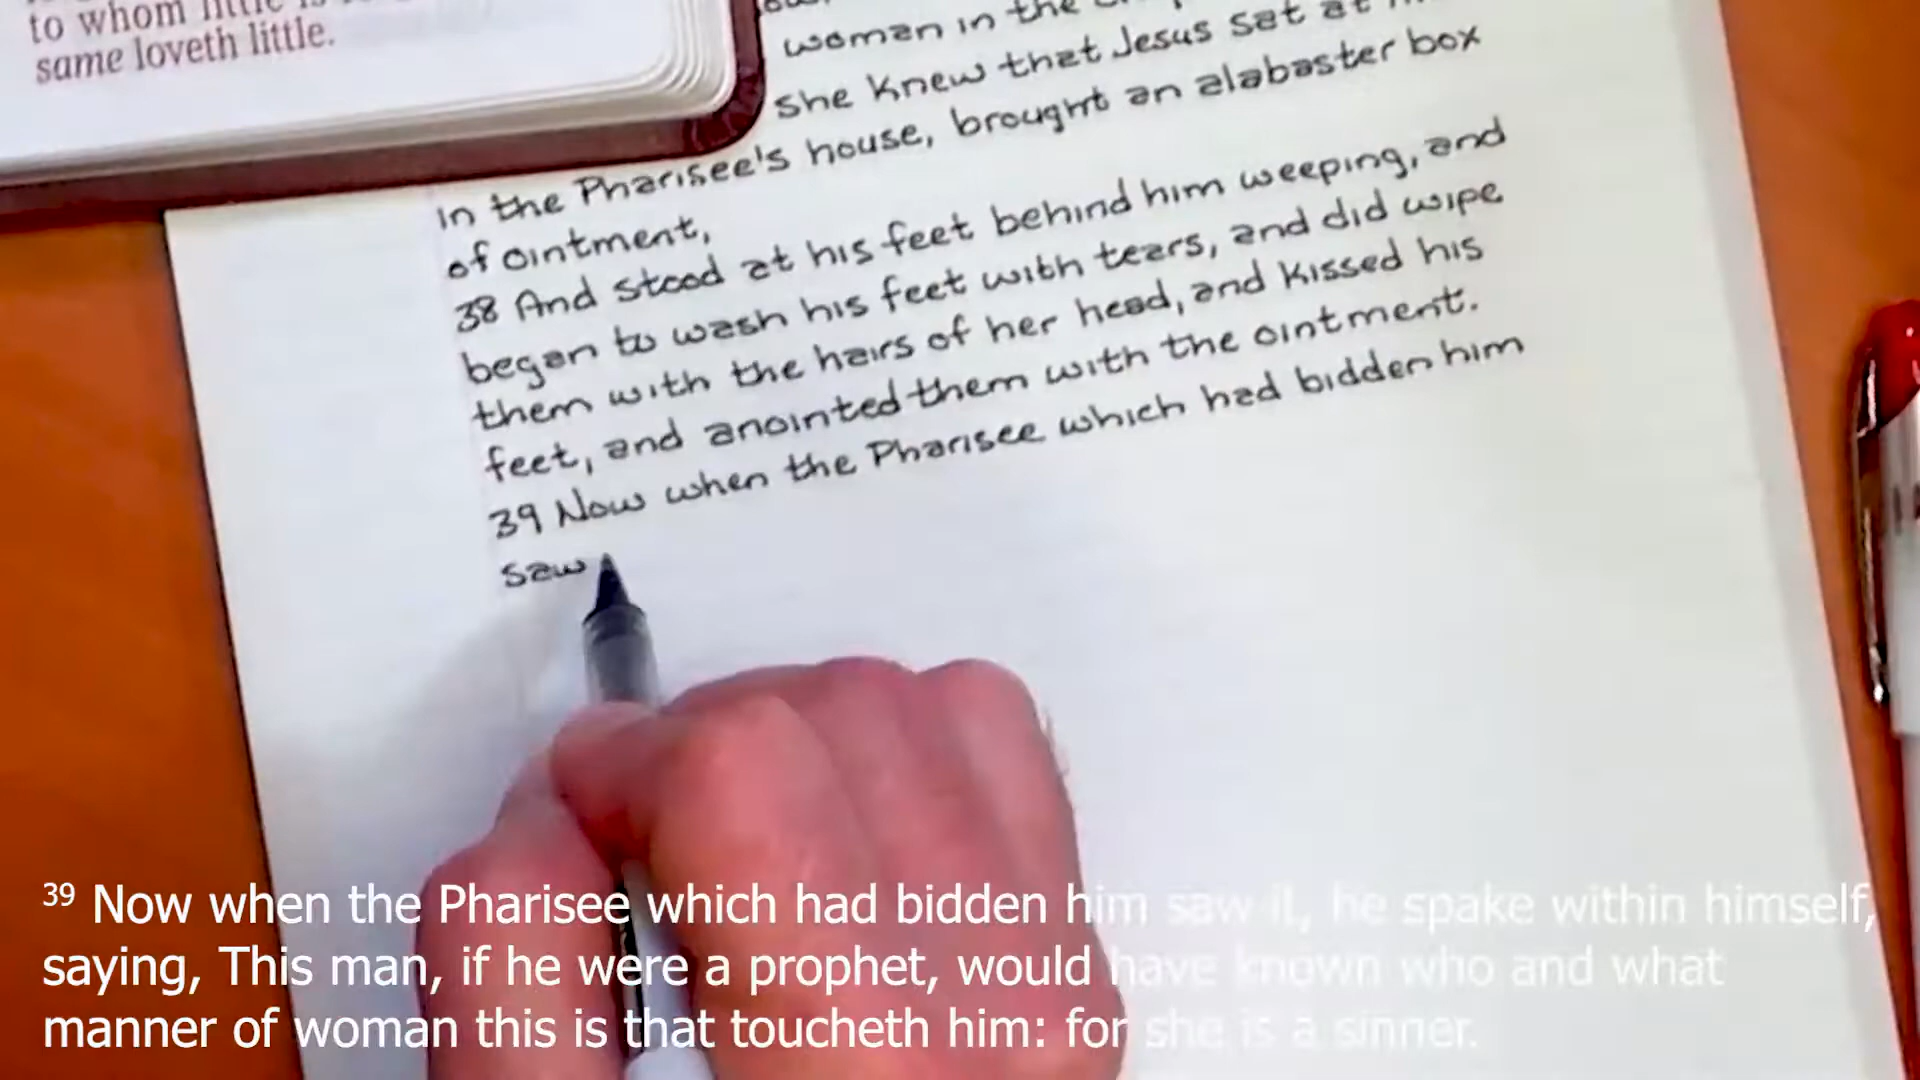 to whom little is
same loveth little.
woman in the
she knew that Jesus sat at
in the Pharisee's house, brought an alabaster box
of ointment,
38 And stood at his feet behind him weeping, and
began to wash his feet with tears, and did wipe
them with the hairs of her head, and kissed his
feet, and anointed them with the ointment.
39 Now when the Pharisee which had bidden him
saw
39 Now when the Pharisee which had bidden him saw it, he spake within himself,
saying, This man, if he were a prophet, would have known who and what
manner of woman this is that toucheth him: for she is a sinner.